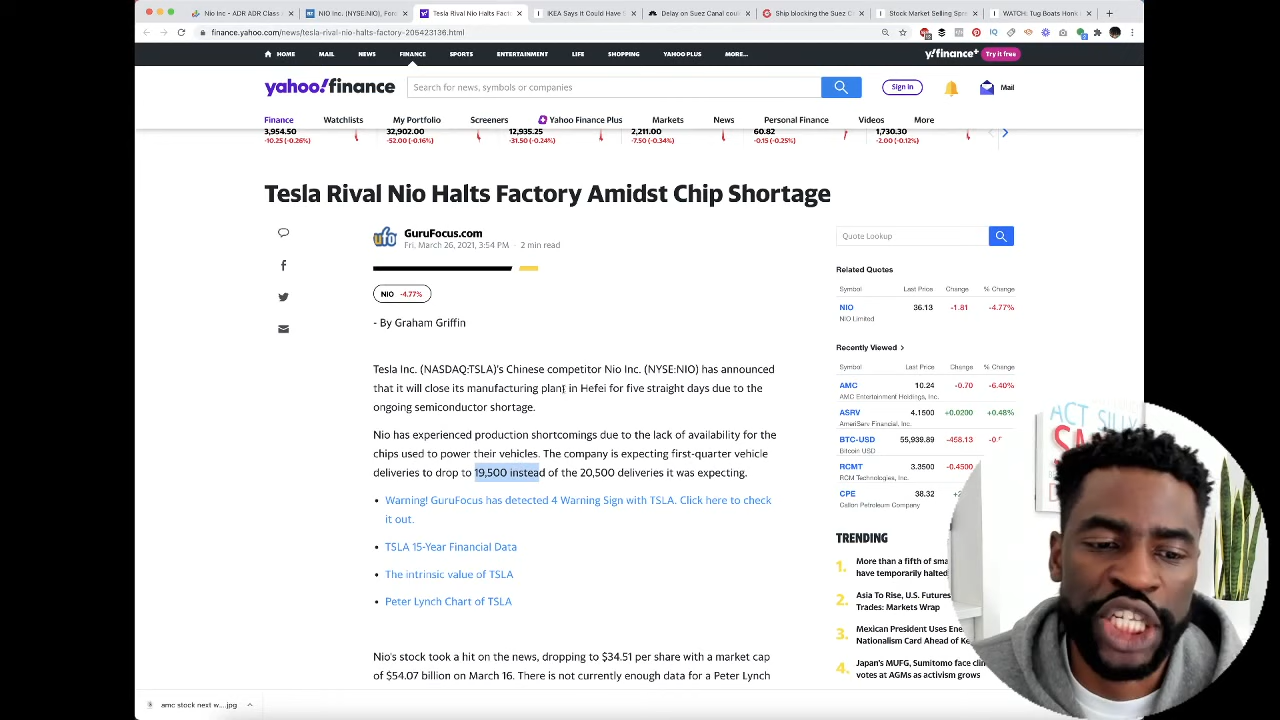 Nio Inc - ADR ADR Class
NIO Inc. (NYSE:NIO), Ford
Tesla Rival Nio Halts Factory
IKEA Says It Could Have
Delay on Suez Canal coul
Ship blocking the Suez C
Stock Market Selling Spre
WATCH: Tug Boats Honk
finance.yahoo.com/news/tesla-rival-nio-halts-factory-205423136.html
HOME MAIL NEWS FINANCE SPORTS ENTERTAINMENT LIFE SHOPPING YAHOO PLUS MORE...
y!finance+ Try it free
yahoo!finance
Search for news, symbols or companies
Sign in
Mail
Finance Watchlists My Portfolio Screeners Yahoo Finance Plus Markets News Personal Finance Videos More
3,954.50 32,902.00 12,935.25 2,211.00 60.82 1,730.30
-10.25 (-0.26%) -52.00 (-0.16%) -31.50 (-0.24%) -7.50 (-0.34%) -0.15 (-0.25%) -2.00 (-0.12%)
Tesla Rival Nio Halts Factory Amidst Chip Shortage
ufo
GuruFocus.com
Fri, March 26, 2021, 3:54 PM · 2 min read
NIO -4.77%
- By Graham Griffin
Tesla Inc. (NASDAQ:TSLA)'s Chinese competitor Nio Inc. (NYSE:NIO) has announced
that it will close its manufacturing plant in Hefei for five straight days due to the
ongoing semiconductor shortage.
Nio has experienced production shortcomings due to the lack of availability for the
chips used to power their vehicles. The company is expecting first-quarter vehicle
deliveries to drop to 19,500 instead of the 20,500 deliveries it was expecting.
• Warning! GuruFocus has detected 4 Warning Sign with TSLA. Click here to check
it out.
• TSLA 15-Year Financial Data
• The intrinsic value of TSLA
• Peter Lynch Chart of TSLA
Nio's stock took a hit on the news, dropping to $34.51 per share with a market cap
of $54.07 billion on March 16. There is not currently enough data for a Peter Lynch
Quote Lookup
Related Quotes
Symbol Last Price Change % Change
NIO 36.13 -1.81 -4.77%
NIO Limited
Recently Viewed
Symbol Last Price Change % Change
AMC 10.24 -0.70 -6.40%
AMC Entertainment Holdings, Inc.
ASRV 4.1500 +0.0200 +0.48%
AmeriServ Financial, Inc.
BTC-USD 55,939.89 -458.13
Bitcoin USD
RCMT 3.3500 -0.4500
RCM Technologies, Inc.
CPE 38.32
Callon Petroleum Company
TRENDING
1. More than a fifth of sma
have temporarily halted
2. Asia To Rise, U.S. Futures
Trades: Markets Wrap
3. Mexican President Uses Ene
Nationalism Card Ahead of
4. Japan's MUFG, Sumitomo face
votes at AGMs as activism grows
ACT SILLY
amc stock next w....jpg